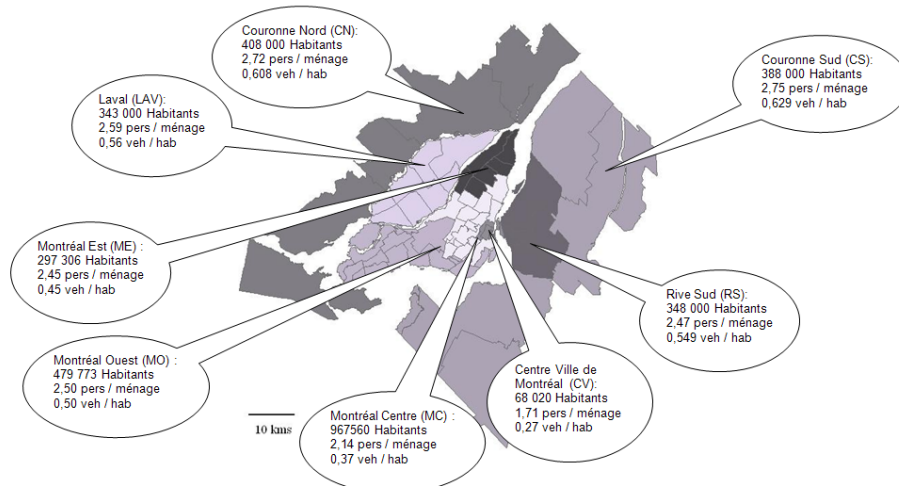 Couronne Nord (CN):
408 000 Habitants
2,72 pers / ménage
0,608 veh / hab
Couronne Sud (CS):
388 000 Habitants
2,75 pers / ménage
0,629 veh / hab
Laval (LAV):
343 000 Habitants
2,59 pers / ménage
0,56 veh / hab
Montréal Est (ME) :
297 306 Habitants
2,45 pers / ménage
0,45 veh / hab
Rive Sud (RS):
348 000 Habitants
2,47 pers / ménage
0,549 veh / hab
Montréal Ouest (MO) :
479 773 Habitants
2,50 pers / ménage
0,50 veh / hab
Centre Ville de
Montréal (CV):
68 020 Habitants
1,71 pers / ménage
0,27 veh / hab
Montréal Centre (MC) :
967560 Habitants
2,14 pers / ménage
0,37 veh / hab
10 kms